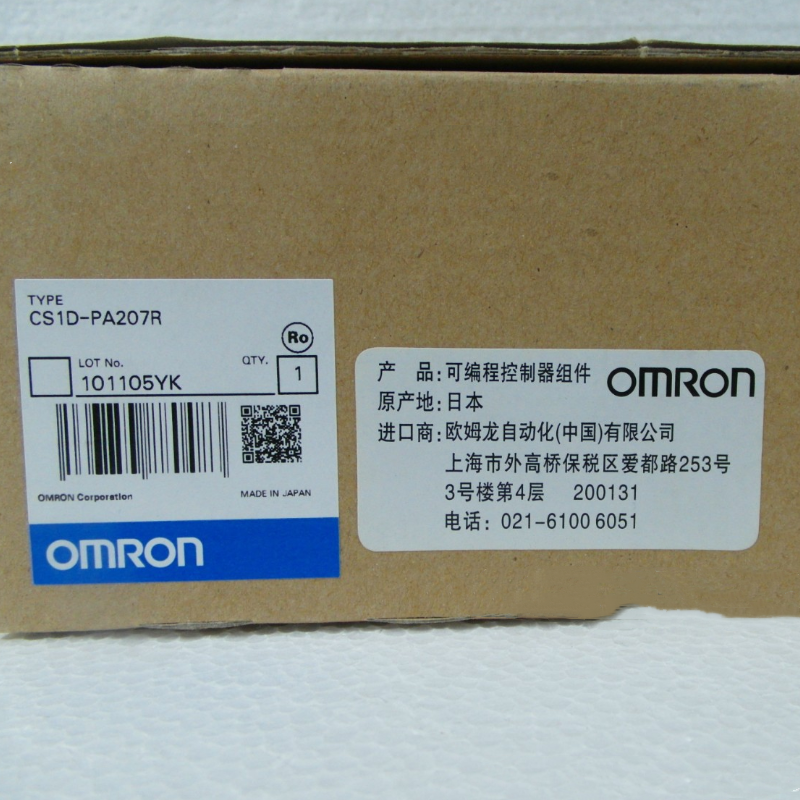 TYPE
CS1D-PA207R
Ro
LOT No.
QTY.
101105YK
1
OMRON Corporation
MADE IN JAPAN
OMRON
产 品:可编程控制器组件 OMRON
原产地:日本
进口商:欧姆龙自动化(中国)有限公司
上海市外高桥保税区爱都路253号
3号楼第4层 200131
电话: 021-6100 6051